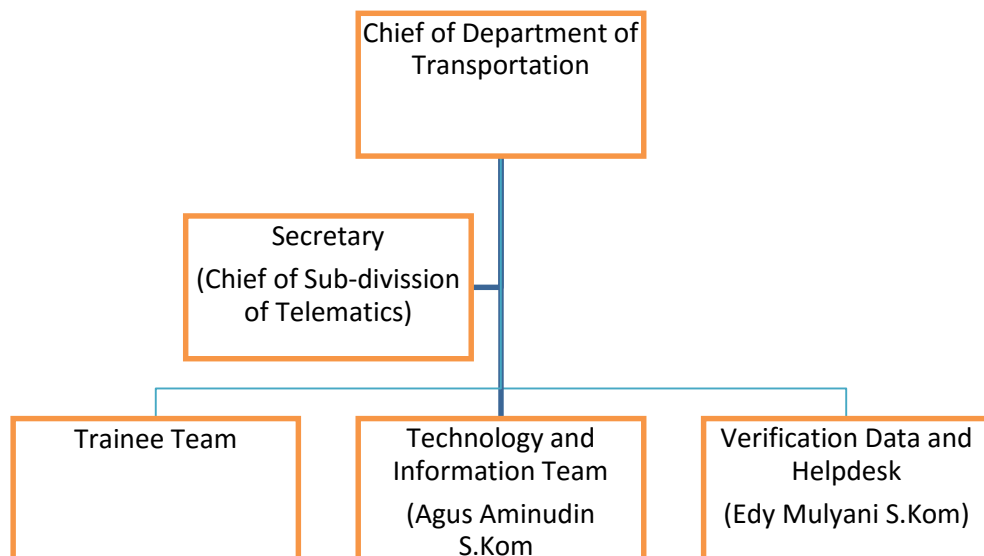 Chief of Department of
Transportation
Secretary
(Chief of Sub-divission
of Telematics)
Trainee Team
Technology and
Information Team
(Agus Aminudin
S.Kom
Verification Data and
Helpdesk
(Edy Mulyani S.Kom)